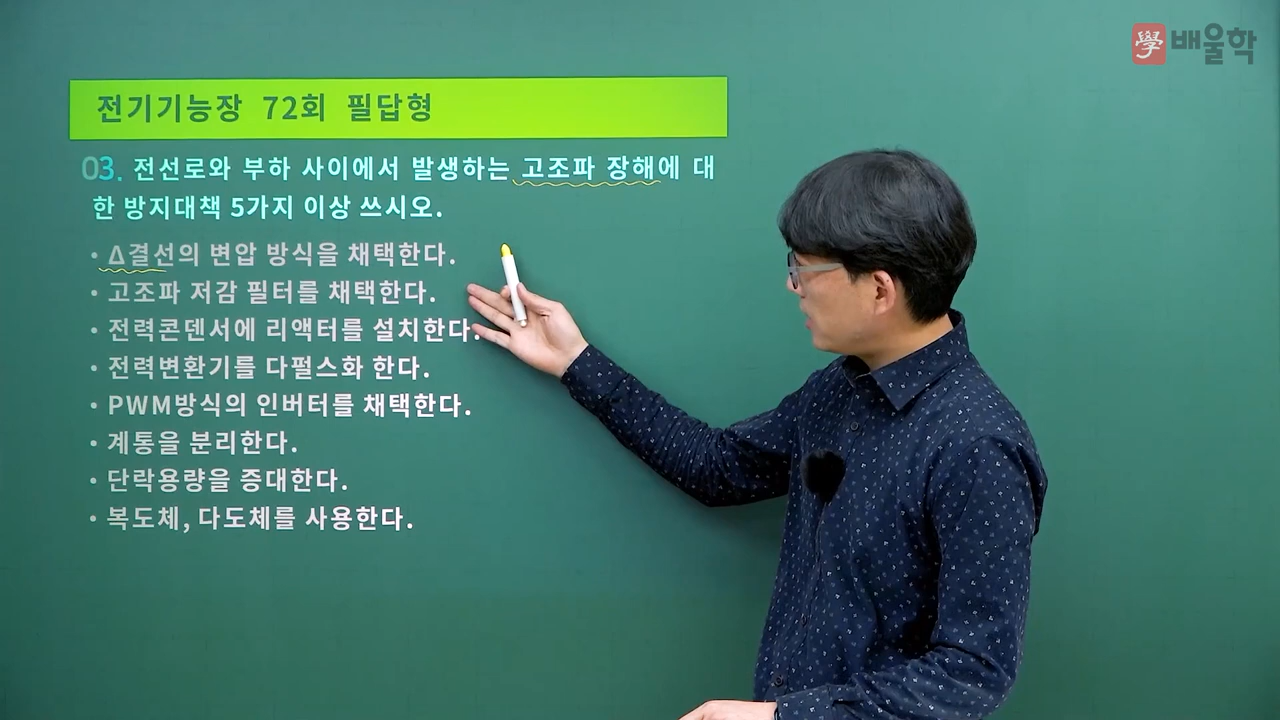 學 배울학
전기기능장 72회 필답형
03. 전선로와 부하 사이에서 발생하는 고조파 장해에 대
한 방지대책 5가지 이상 쓰시오.
• Δ결선의 변압 방식을 채택한다.
• 고조파 저감 필터를 채택한다.
• 전력콘덴서에 리액터를 설치한다.
• 전력변환기를 다펄스화 한다.
• PWM방식의 인버터를 채택한다.
• 계통을 분리한다.
• 단락용량을 증대한다.
• 복도체, 다도체를 사용한다.